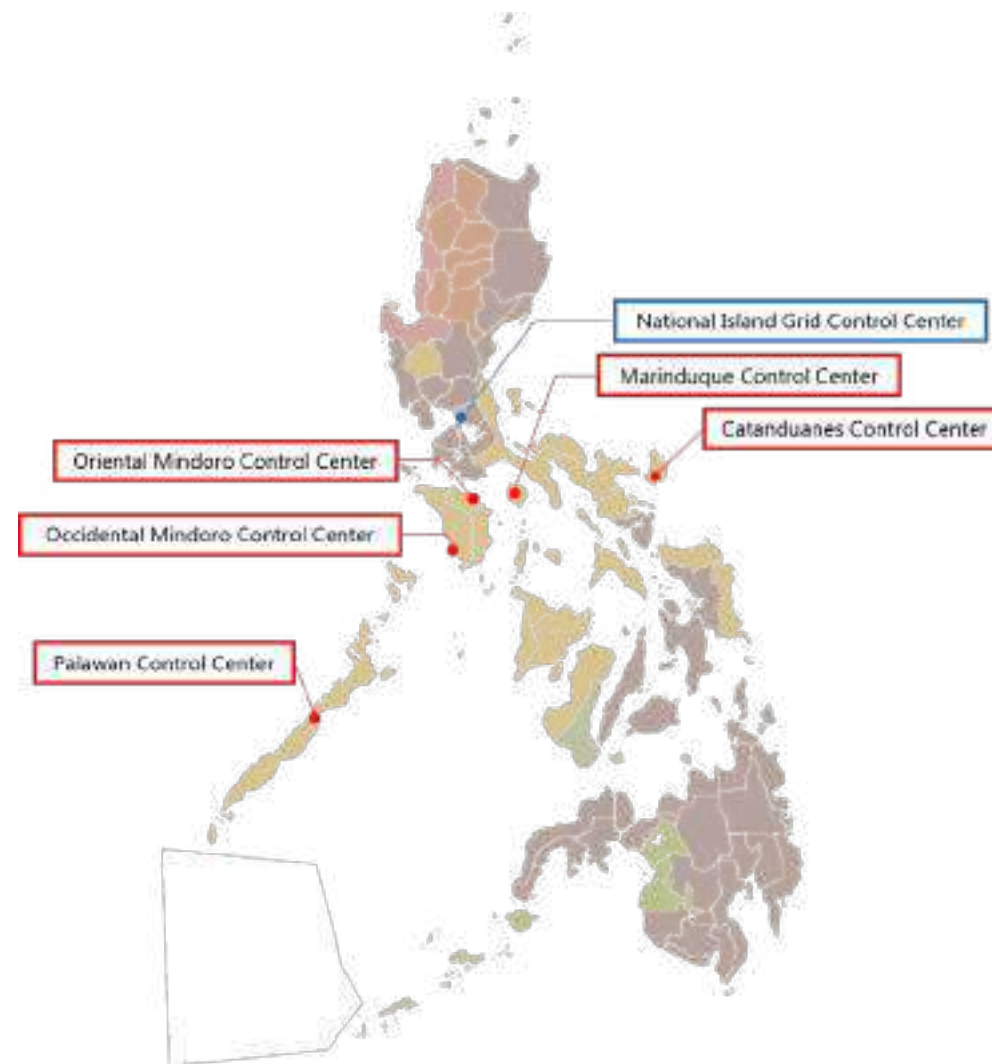 National Island Grid Control Center
Marinduque Control Center
Catanduanes Control Center
Oriental Mindoro Control Center
Occidental Mindoro Control Center
Palawan Control Center